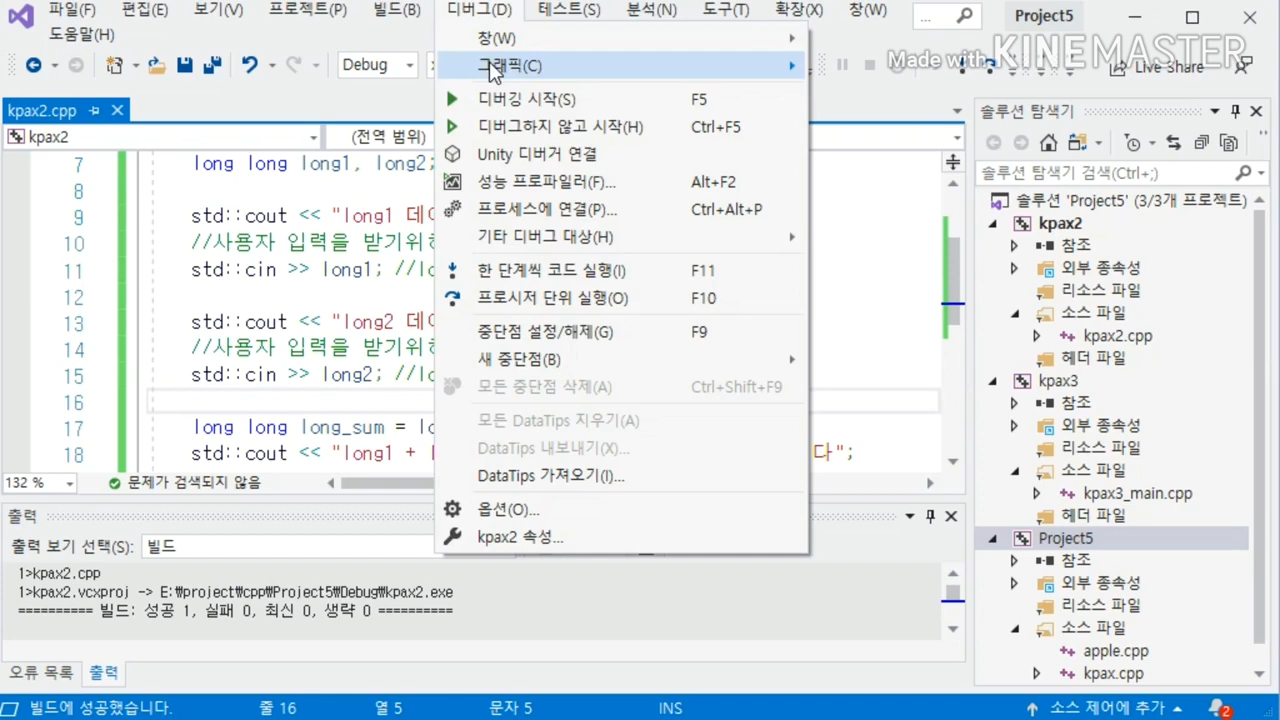 파일(F) 편집(E) 보기(V) 프로젝트(P) 빌드(B) 디버그(D) 테스트(S) 분석(N) 도구(T) 확장(X) 창(W) ... Project5
도움말(H)
Debug
Made with KINEMASTER
Live Share
kpax2.cpp
kpax2
(전역 범위)
7 long long long1, long2;
8
9 std::cout << "long1 데
10 //사용자 입력을 받기위
11 std::cin >> long1; //l
12
13 std::cout << "long2 데
14 //사용자 입력을 받기위
15 std::cin >> long2; //l
16
17 long long long_sum = l
18 std::cout << "long1 + 다";
132 % 문제가 검색되지 않음
창(W)
그래픽(C)
디버깅 시작(S) F5
디버그하지 않고 시작(H) Ctrl+F5
Unity 디버거 연결
성능 프로파일러(F)... Alt+F2
프로세스에 연결(P)... Ctrl+Alt+P
기타 디버그 대상(H)
한 단계씩 코드 실행(I) F11
프로시저 단위 실행(O) F10
중단점 설정/해제(G) F9
새 중단점(B)
모든 중단점 삭제(A) Ctrl+Shift+F9
모든 DataTips 지우기(A)
DataTips 내보내기(X)...
DataTips 가져오기(I)...
옵션(O)...
kpax2 속성...
솔루션 탐색기
솔루션 탐색기 검색(Ctrl+;)
솔루션 'Project5' (3/3개 프로젝트)
kpax2
참조
외부 종속성
리소스 파일
소스 파일
kpax2.cpp
헤더 파일
kpax3
참조
외부 종속성
리소스 파일
소스 파일
kpax3_main.cpp
헤더 파일
Project5
참조
외부 종속성
리소스 파일
소스 파일
apple.cpp
kpax.cpp
출력
출력 보기 선택(S): 빌드
1>kpax2.cpp
1>kpax2.vcxproj -> E:₩project₩cpp₩Project5₩Debug₩kpax2.exe
========== 빌드: 성공 1, 실패 0, 최신 0, 생략 0 ==========
오류 목록 출력
빌드에 성공했습니다. 줄 16 열 5 문자 5 INS 소스 제어에 추가 2